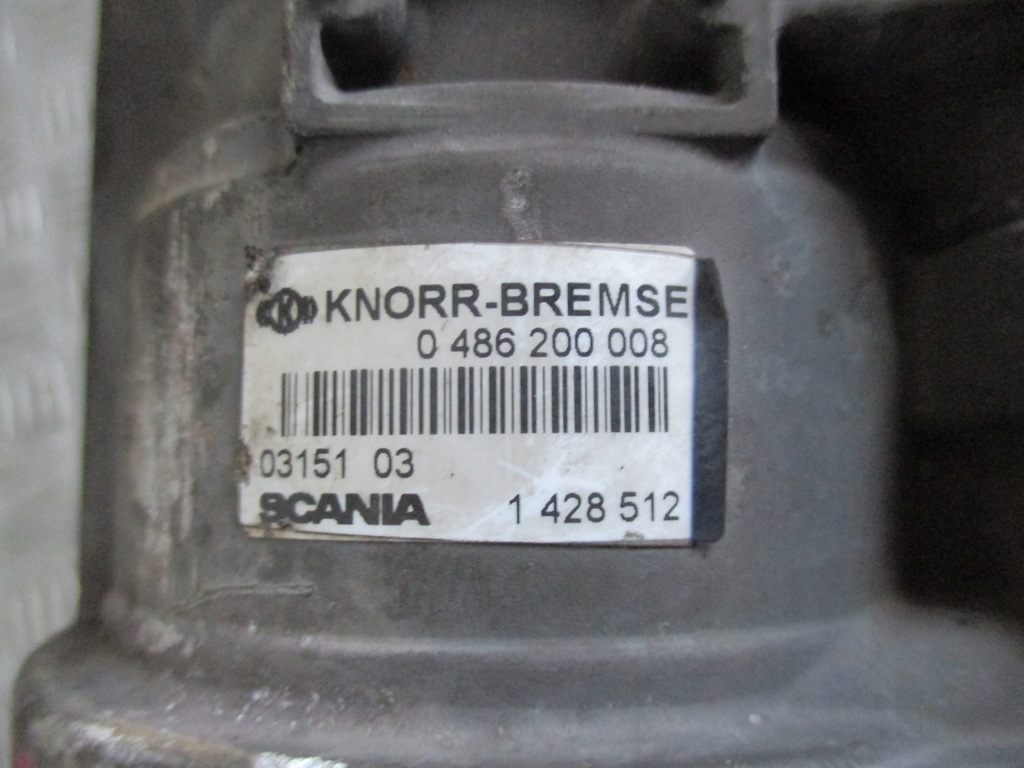 KNORR-BREMSE
0 486 200 008
03151 03
SCANIA 1 428 512